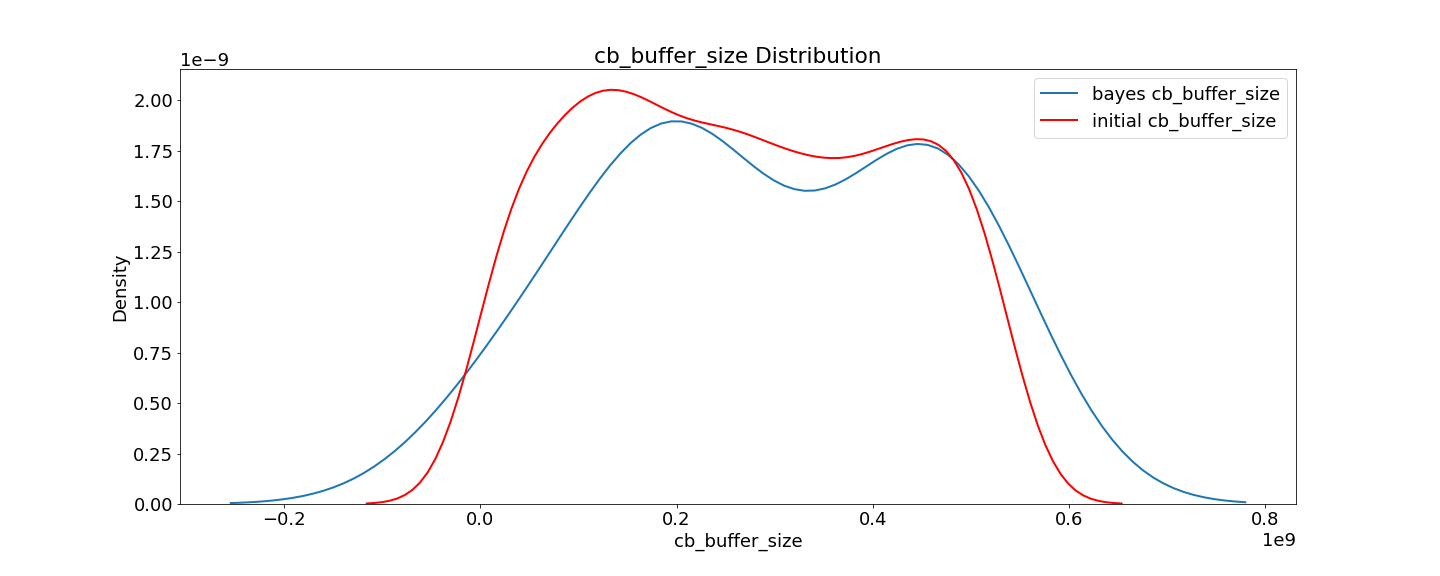 cb_buffer_size Distribution
1e−9
bayes cb_buffer_size
initial cb_buffer_size
2.00
1.75
1.50
1.25
1.00
0.75
0.50
0.25
0.00
Density
−0.2
0.0
0.2
0.4
0.6
0.8
cb_buffer_size
1e9